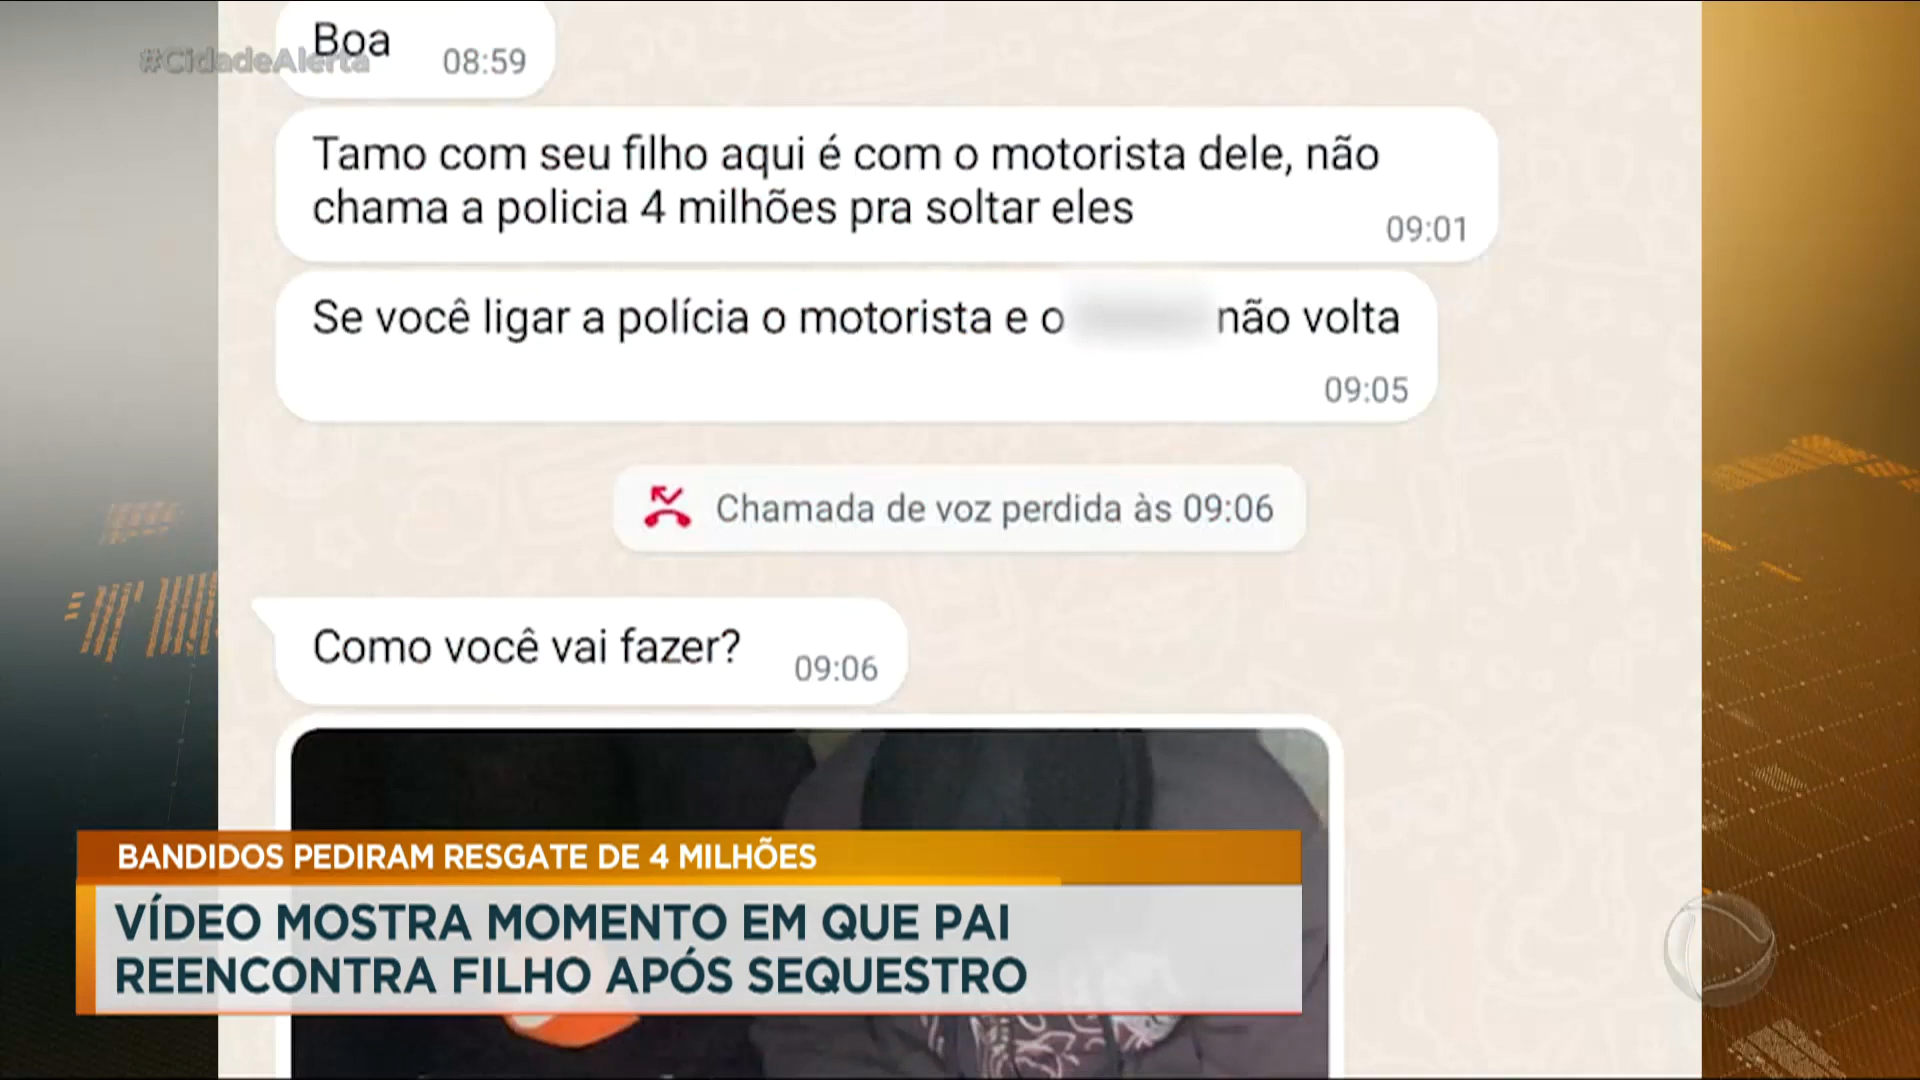 #CidadeAlerta
Boa
08:59
Tamo com seu filho aqui é com o motorista dele, não
chama a policia 4 milhões pra soltar eles
09:01
Se você ligar a polícia o motorista e o não volta
09:05
Chamada de voz perdida às 09:06
Como você vai fazer?
09:06
BANDIDOS PEDIRAM RESGATE DE 4 MILHÕES
VÍDEO MOSTRA MOMENTO EM QUE PAI
REENCONTRA FILHO APÓS SEQUESTRO